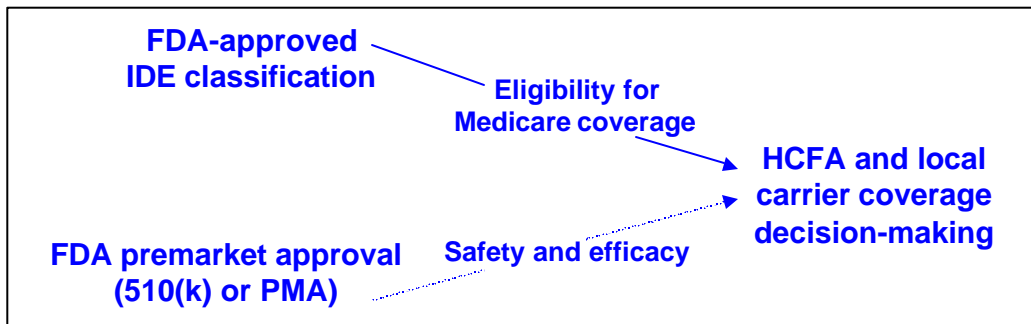 FDA-approved
IDE classification
Eligibility for
Medicare coverage
HCFA and local
carrier coverage
decision-making
FDA premarket approval
(510(k) or PMA)
Safety and efficacy